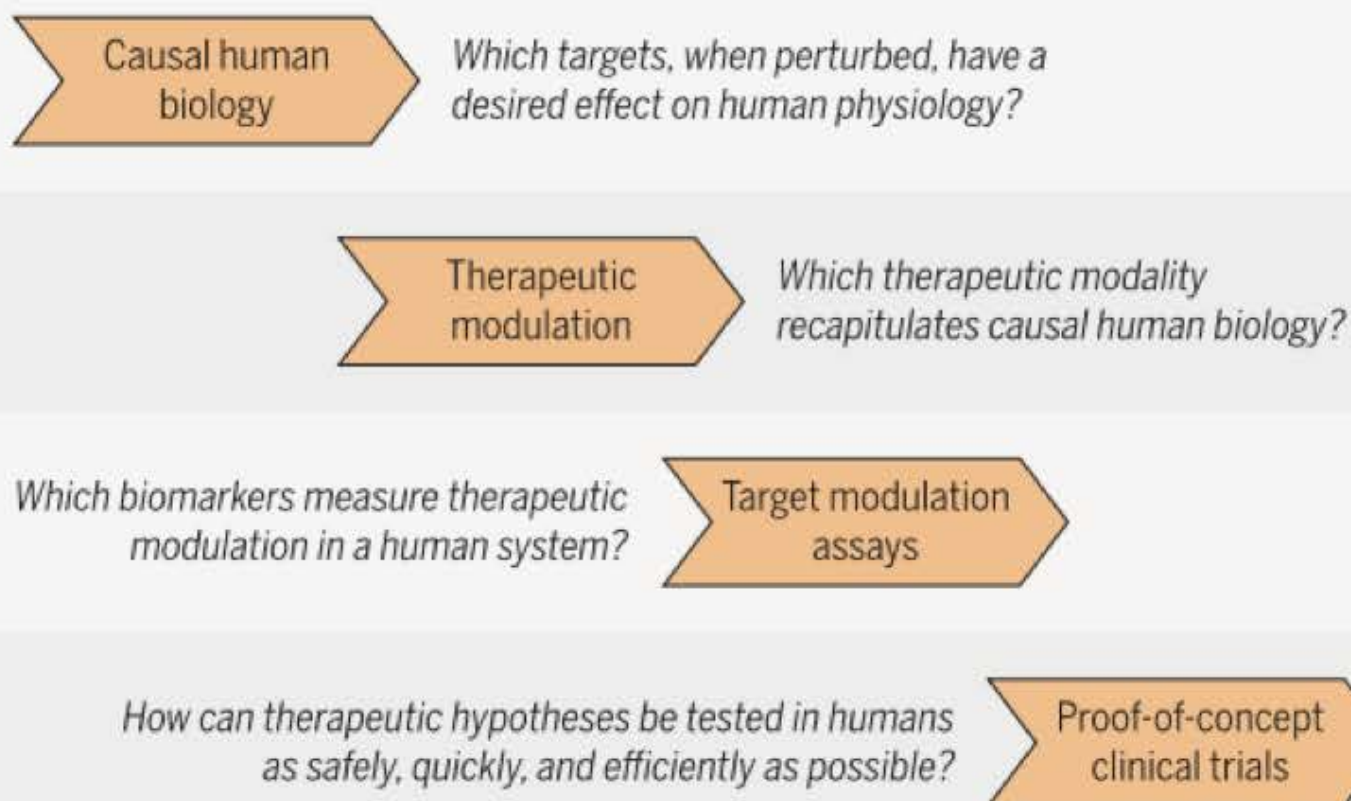 Causal human
biology
Which targets, when perturbed, have a
desired effect on human physiology?
Therapeutic
modulation
Which therapeutic modality
recapitulates causal human biology?
Which biomarkers measure therapeutic
modulation in a human system?
Target modulation
assays
How can therapeutic hypotheses be tested in humans
as safely, quickly, and efficiently as possible?
Proof-of-concept
clinical trials